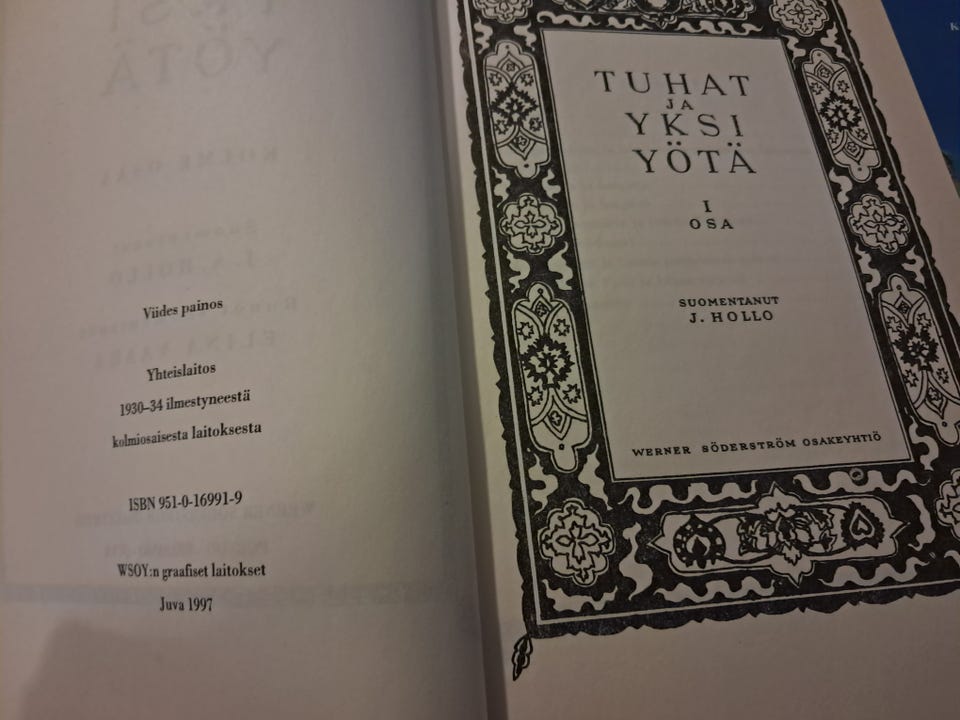 Viides painos
Yhteislaitos
1930–34 ilmestyneestä
kolmiosaisesta laitoksesta
ISBN 951-0-16991-9
WSOY:n graafiset laitokset
Juva 1997
TUHAT
JA
YKSI
YÖTÄ
I
OSA
SUOMENTANUT
J. HOLLO
WERNER SÖDERSTRÖM OSAKEYHTIÖ